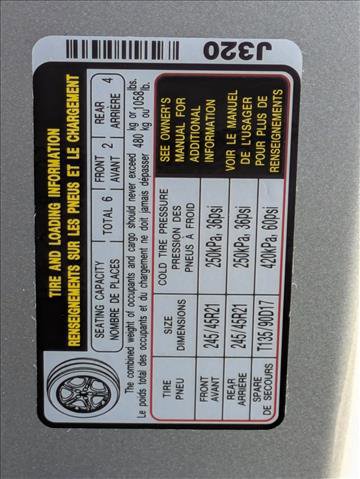 J320
TIRE AND LOADING INFORMATION
RENSEIGNEMENTS SUR LES PNEUS ET LE CHARGEMENT
SEATING CAPACITY
NOMBRE DE PLACES
TOTAL 6
FRONT
AVANT 2
REAR
ARRIÈRE 4
The combined weight of occupants and cargo should never exceed
Le poids total des occupants et du chargement ne doit jamais dépasser
480 kg or 1058 lbs.
kg ou lb.
TIRE
PNEU
SIZE
DIMENSIONS
COLD TIRE PRESSURE
PRESSION DES
PNEUS À FROID
FRONT
AVANT
245/45R21
250kPa, 36psi
REAR
ARRIÈRE
245/45R21
250kPa, 36psi
SPARE
DE SECOURS
T135/90D17
420kPa, 60psi
SEE OWNER'S
MANUAL FOR
ADDITIONAL
INFORMATION
VOIR LE MANUEL
DE L'USAGER
POUR PLUS DE
RENSEIGNEMENTS